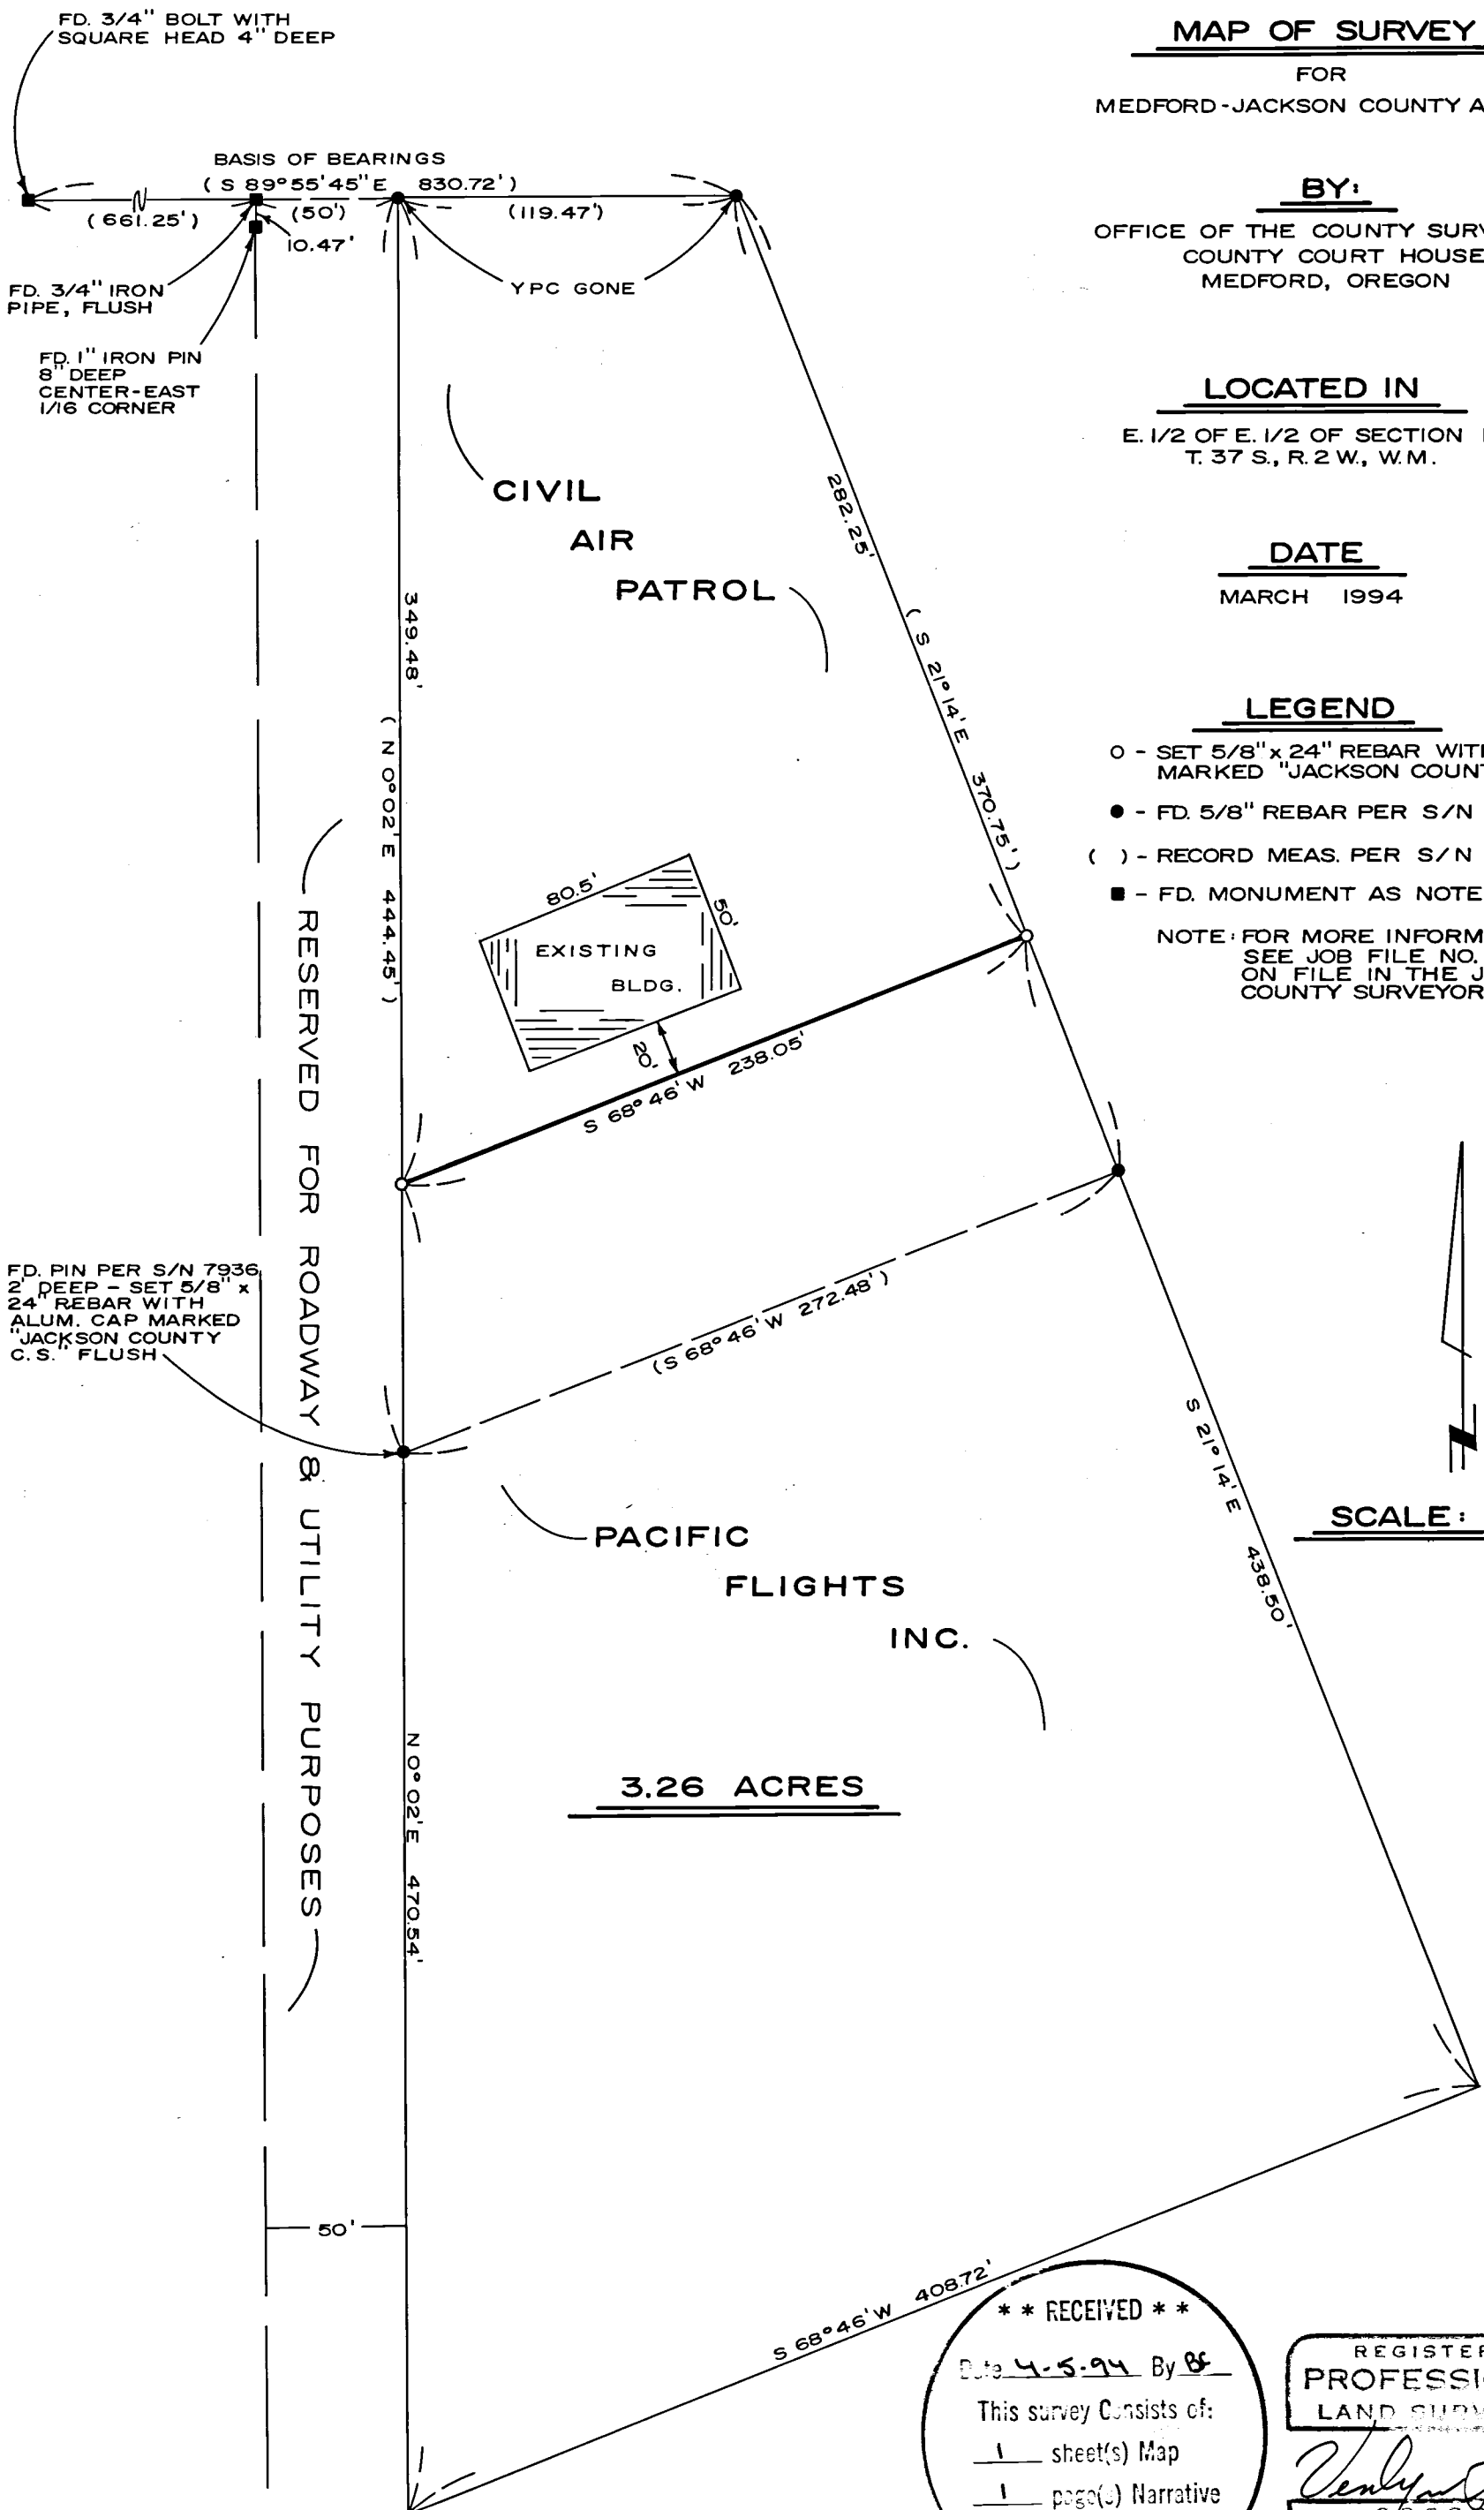 FD. 3/4" BOLT WITH
SQUARE HEAD 4" DEEP
BASIS OF BEARINGS
( S 89°55'45"E 830.72' )
(661.25')
(50')
(119.47')
10.47'
YPC GONE
FD. 3/4" IRON
PIPE, FLUSH
FD. 1" IRON PIN
8" DEEP
CENTER-EAST
1/16 CORNER
CIVIL
AIR
PATROL
282.25'
( S 21°14'E 370.75' )
349.48'
( N 0°02'E 444.45' )
80.5'
50'
EXISTING
BLDG.
20'
S 68°46'W 238.05'
RESERVED FOR ROADWAY & UTILITY PURPOSES
(S 68°46'W 272.48')
FD. PIN PER S/N 7936
2' DEEP - SET 5/8" x
24" REBAR WITH
ALUM. CAP MARKED
"JACKSON COUNTY
C.S." FLUSH
S 21°14'E 438.50'
PACIFIC
FLIGHTS
INC.
3.26 ACRES
N 0°02'E 470.54'
50'
S 68°46'W 408.72'
MAP OF SURVEY
FOR
MEDFORD-JACKSON COUNTY A
BY:
OFFICE OF THE COUNTY SURV
COUNTY COURT HOUSE
MEDFORD, OREGON
LOCATED IN
E. 1/2 OF E. 1/2 OF SECTION
T. 37 S., R. 2 W., W.M.
DATE
MARCH 1994
LEGEND
O - SET 5/8" x 24" REBAR WITH
MARKED "JACKSON COUNT
● - FD. 5/8" REBAR PER S/N
( ) - RECORD MEAS. PER S/N
■ - FD. MONUMENT AS NOTE
NOTE: FOR MORE INFORM
SEE JOB FILE NO.
ON FILE IN THE J
COUNTY SURVEYOR
N
SCALE:
* * RECEIVED * *
Date 4-5-94 By BF
This survey Consists of:
1 sheet(s) Map
1 page(s) Narrative
REGISTER
PROFESSI
LAND SURV